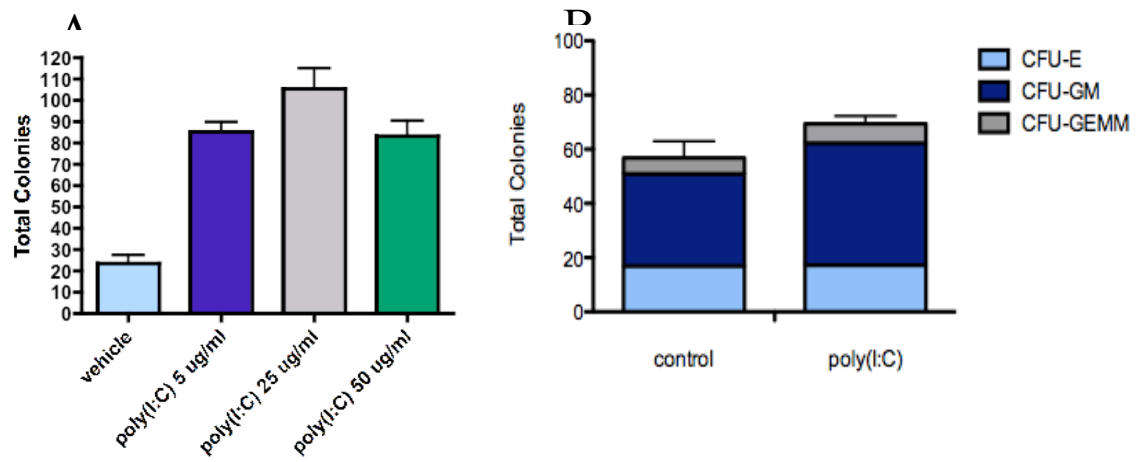 A
Total Colonies
120
110
100
90
80
70
60
50
40
30
20
10
0
vehicle
poly(I:C) 5 ug/ml
poly(I:C) 25 ug/ml
poly(I:C) 50 ug/ml
B
Total Colonies
100
80
60
40
20
0
control
poly(I:C)
CFU-E
CFU-GM
CFU-GEMM